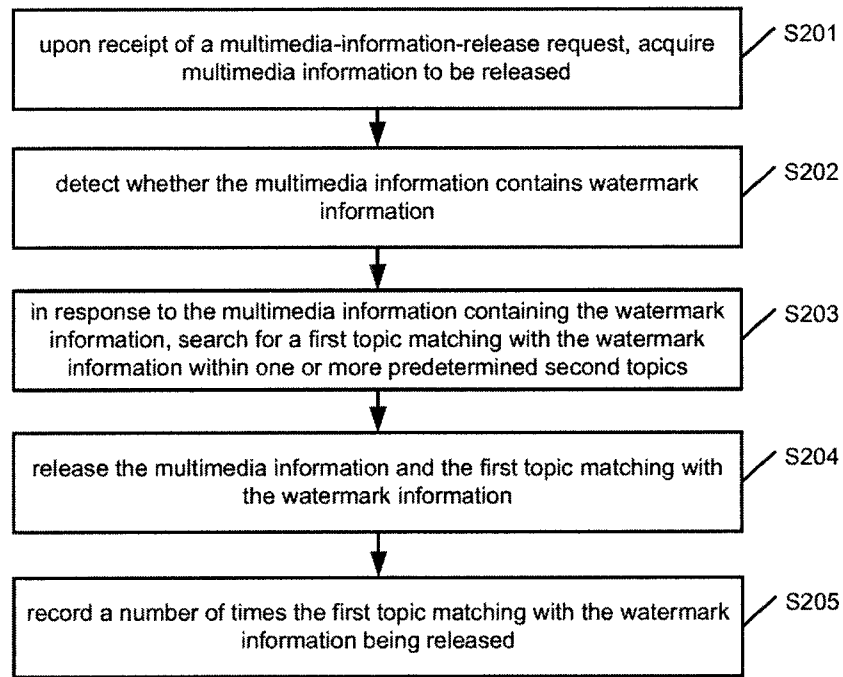 upon receipt of a multimedia-information-release request, acquire
multimedia information to be released
S201
detect whether the multimedia information contains watermark
information
S202
in response to the multimedia information containing the watermark
information, search for a first topic matching with the watermark
information within one or more predetermined second topics
S203
release the multimedia information and the first topic matching with
the watermark information
S204
record a number of times the first topic matching with the watermark
information being released
S205